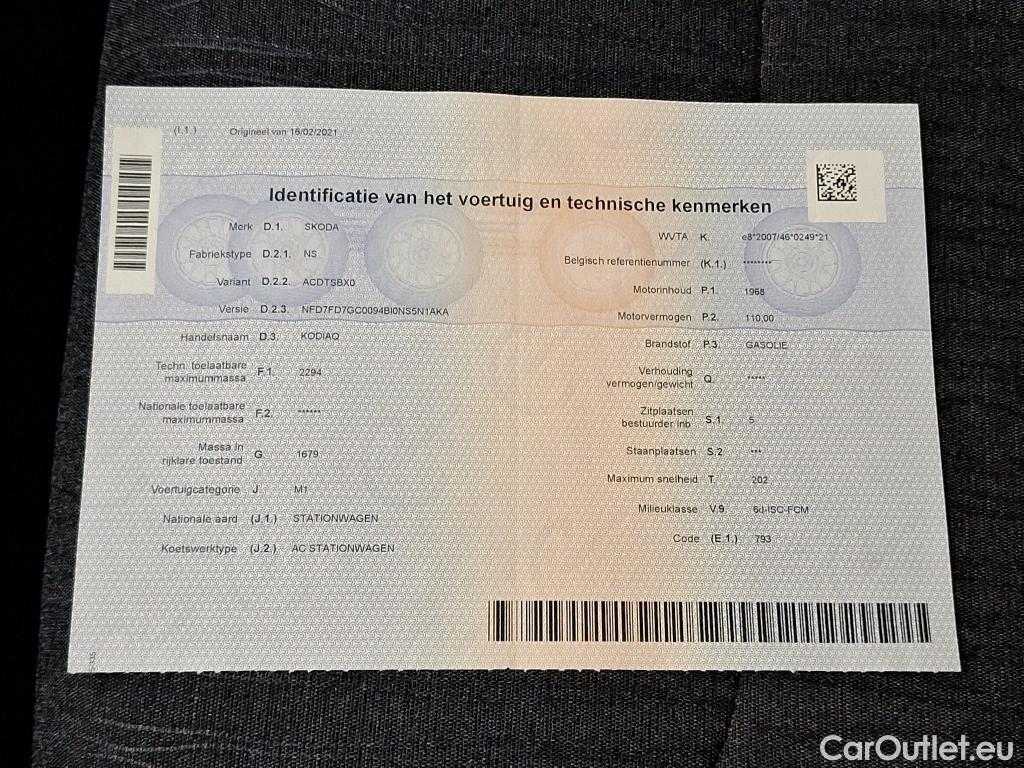 (I.1.) Origineel van 16/02/2021
Identificatie van het voertuig en technische kenmerken
Merk D.1. SKODA
Fabriekstype D.2.1. NS
Variant D.2.2. ACDTSBX0
Versie D.2.3. NFD7FD7GC0094BI0NS5N1AKA
Handelsnaam D.3. KODIAQ
Techn. toelaatbare
maximummassa F.1. 2294
Nationale toelaatbare
maximummassa F.2. ******
Massa in
rijklare toestand G. 1679
Voertuigcategorie J. M1
Nationale aard (J.1.) STATIONWAGEN
Koetswerktype (J.2.) AC STATIONWAGEN
WVTA K. e8*2007/46*0249*21
Belgisch referentienummer (K.1.) ********
Motorinhoud P.1. 1968
Motorvermogen P.2. 110,00
Brandstof P.3. GASOLIE
Verhouding
vermogen/gewicht Q. *****
Zitplaatsen
bestuurder inb S.1. 5
Staanplaatsen S.2 ***
Maximum snelheid T. 202
Milieuklasse V.9. 6d-ISC-FCM
Code (E.1.) 793
CarOutlet.eu